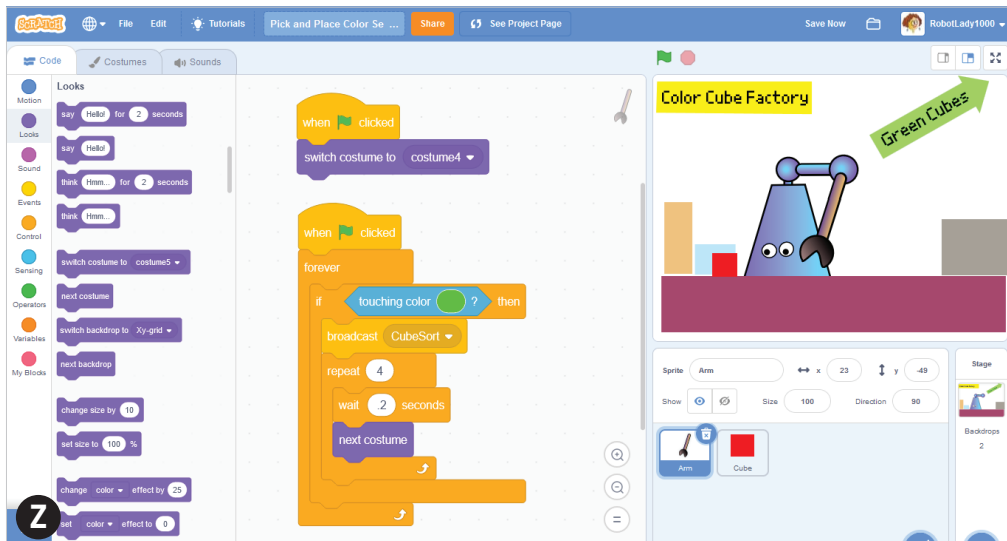 SCRATCH File Edit Tutorials Pick and Place Color Se ... Share See Project Page Save Now RobotLady1000
Code Costumes Sounds
Motion
Looks
Sound
Events
Control
Sensing
Operators
Variables
My Blocks
Looks
say Hello! for 2 seconds
say Hello!
think Hmm... for 2 seconds
think Hmm...
switch costume to costume5
next costume
switch backdrop to Xy-grid
next backdrop
change size by 10
set size to 100 %
change color effect by 25
set color effect to 0
when clicked
switch costume to costume4
when clicked
forever
if touching color ? then
broadcast CubeSort
repeat 4
wait .2 seconds
next costume
Color Cube Factory
Green Cubes
Sprite Arm x 23 y -49
Show Size 100 Direction 90
Arm
Cube
Stage
Backdrops
2
Z